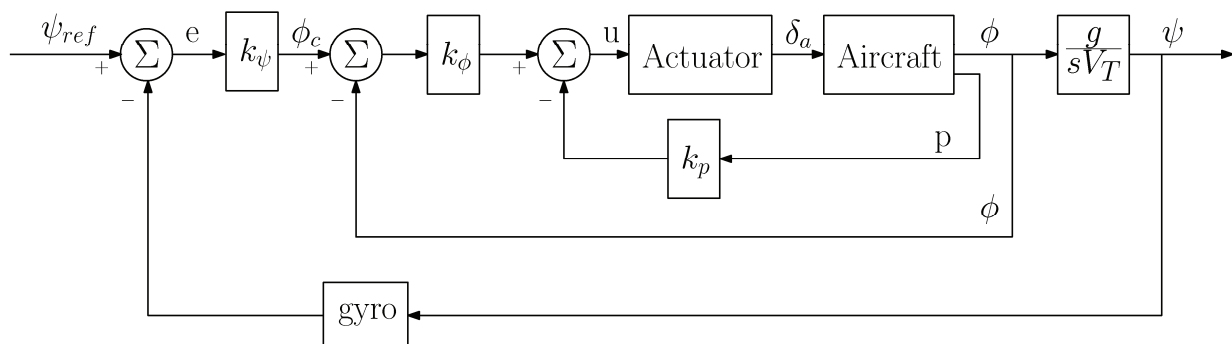 ψ_ref + − Σ e k_ψ ϕ_c + − Σ k_ϕ + − Σ u Actuator δ_a Aircraft ϕ g/(sV_T) ψ
k_p p
ϕ
gyro